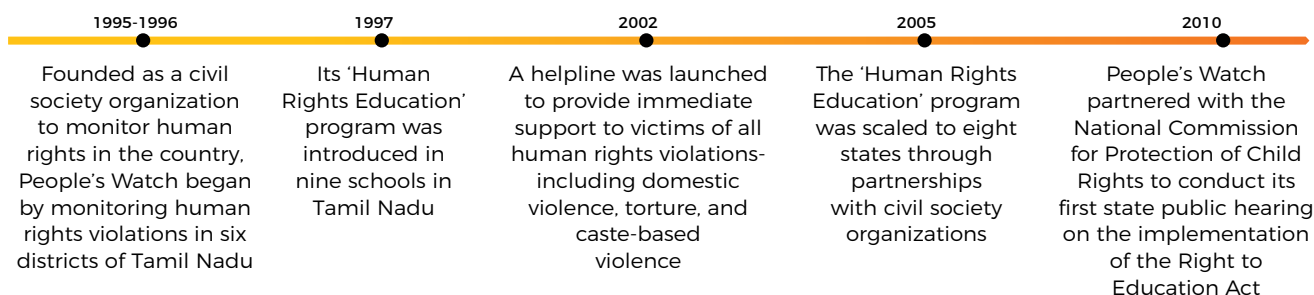 1995-1996
Founded as a civil
society organization
to monitor human
rights in the country,
People's Watch began
by monitoring human
rights violations in six
districts of Tamil Nadu
1997
Its ‘Human
Rights Education’
program was
introduced in
nine schools in
Tamil Nadu
2002
A helpline was launched
to provide immediate
support to victims of all
human rights violations-
including domestic
violence, torture, and
caste-based
violence
2005
The ‘Human Rights
Education’ program
was scaled to eight
states through
partnerships
with civil society
organizations
2010
People’s Watch
partnered with the
National Commission
for Protection of Child
Rights to conduct its
first state public hearing
on the implementation
of the Right to
Education Act